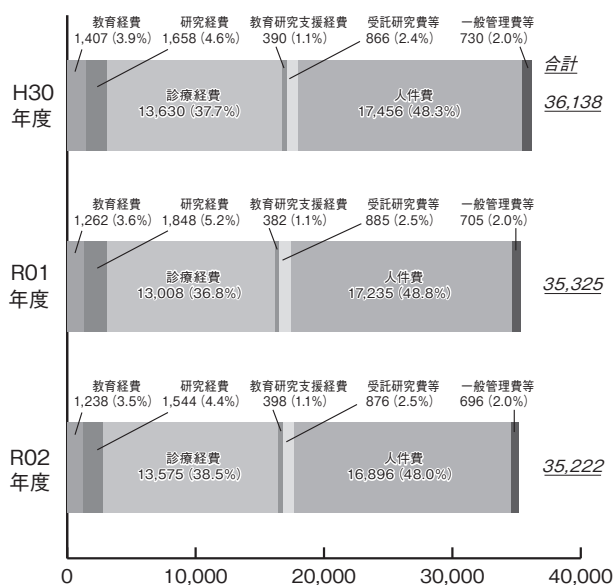 教育経費 研究経費 教育研究支援経費 受託研究費等 一般管理費等
1,407 (3.9%) 1,658 (4.6%) 390 (1.1%) 866 (2.4%) 730 (2.0%)
合計
H30
年度
診療経費
13,630 (37.7%)
人件費
17,456 (48.3%)
36,138
教育経費 研究経費 教育研究支援経費 受託研究費等 一般管理費等
1,262 (3.6%) 1,848 (5.2%) 382 (1.1%) 885 (2.5%) 705 (2.0%)
R01
年度
診療経費
13,008 (36.8%)
人件費
17,235 (48.8%)
35,325
教育経費 研究経費 教育研究支援経費 受託研究費等 一般管理費等
1,238 (3.5%) 1,544 (4.4%) 398 (1.1%) 876 (2.5%) 696 (2.0%)
R02
年度
診療経費
13,575 (38.5%)
人件費
16,896 (48.0%)
35,222
0 10,000 20,000 30,000 40,000